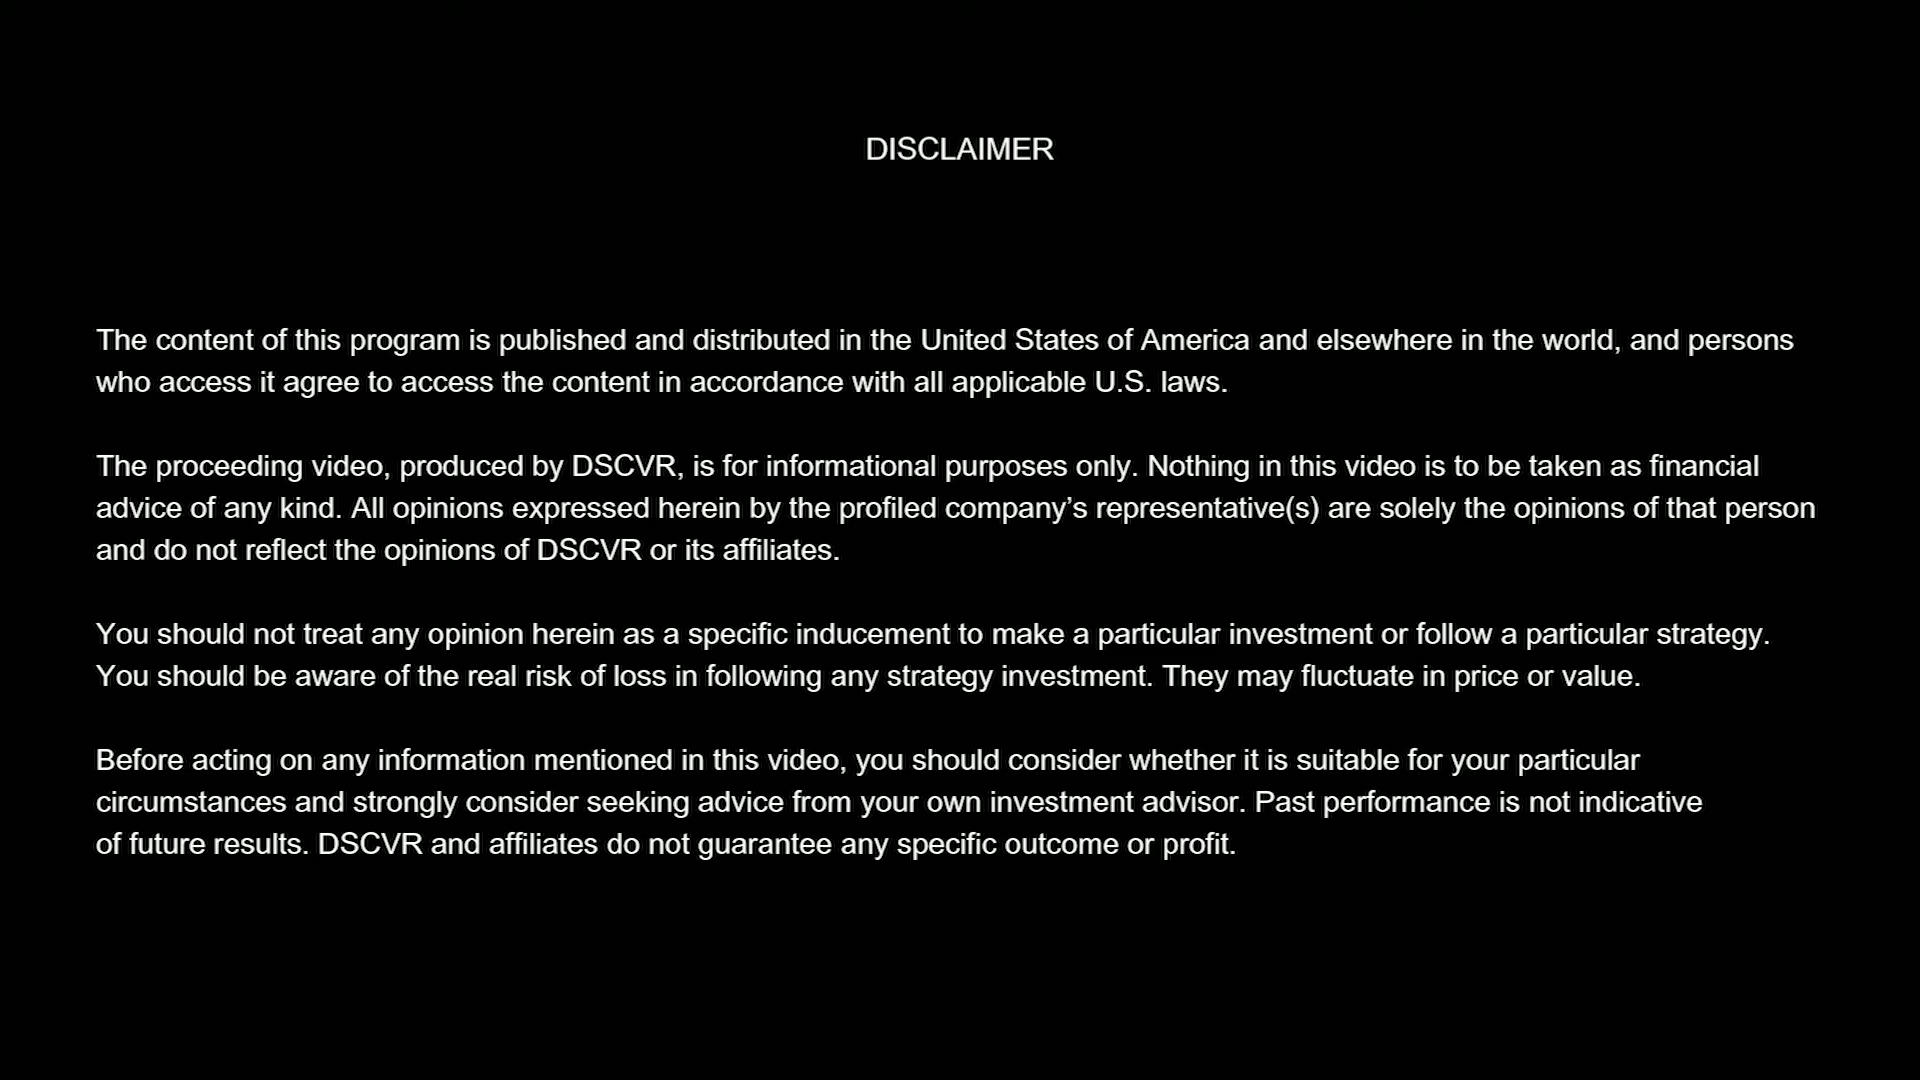 DISCLAIMER
The content of this program is published and distributed in the United States of America and elsewhere in the world, and persons
who access it agree to access the content in accordance with all applicable U.S. laws.
The proceeding video, produced by DSCVR, is for informational purposes only. Nothing in this video is to be taken as financial
advice of any kind. All opinions expressed herein by the profiled company’s representative(s) are solely the opinions of that person
and do not reflect the opinions of DSCVR or its affiliates.
You should not treat any opinion herein as a specific inducement to make a particular investment or follow a particular strategy.
You should be aware of the real risk of loss in following any strategy investment. They may fluctuate in price or value.
Before acting on any information mentioned in this video, you should consider whether it is suitable for your particular
circumstances and strongly consider seeking advice from your own investment advisor. Past performance is not indicative
of future results. DSCVR and affiliates do not guarantee any specific outcome or profit.